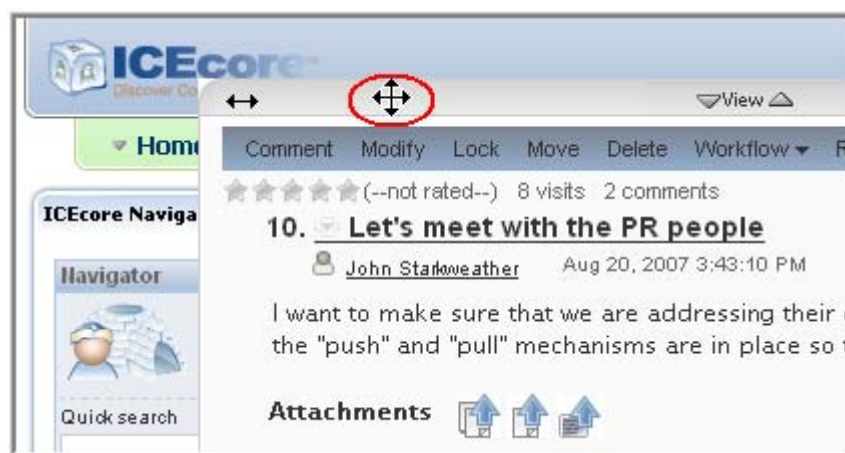 ICEcore
Discover Co
View
Home
Comment Modify Lock Move Delete Workflow R
(--not rated--) 8 visits 2 comments
ICEcore Naviga
10. Let's meet with the PR people
John Starkweather Aug 20, 2007 3:43:10 PM
Navigator
I want to make sure that we are addressing their
the "push" and "pull" mechanisms are in place so
Quick search
Attachments